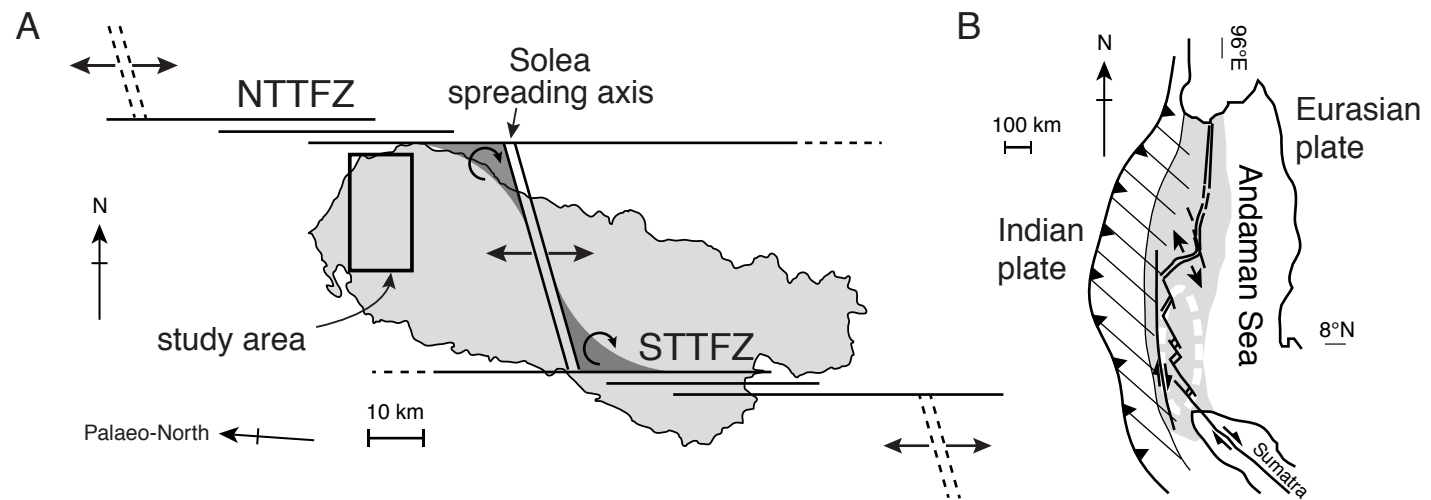 A
Solea
spreading axis
NTTFZ
N
study area
STTFZ
10 km
Palaeo-North
B
N
96°E
100 km
Eurasian
plate
Andaman Sea
Indian
plate
8°N
Sumatra